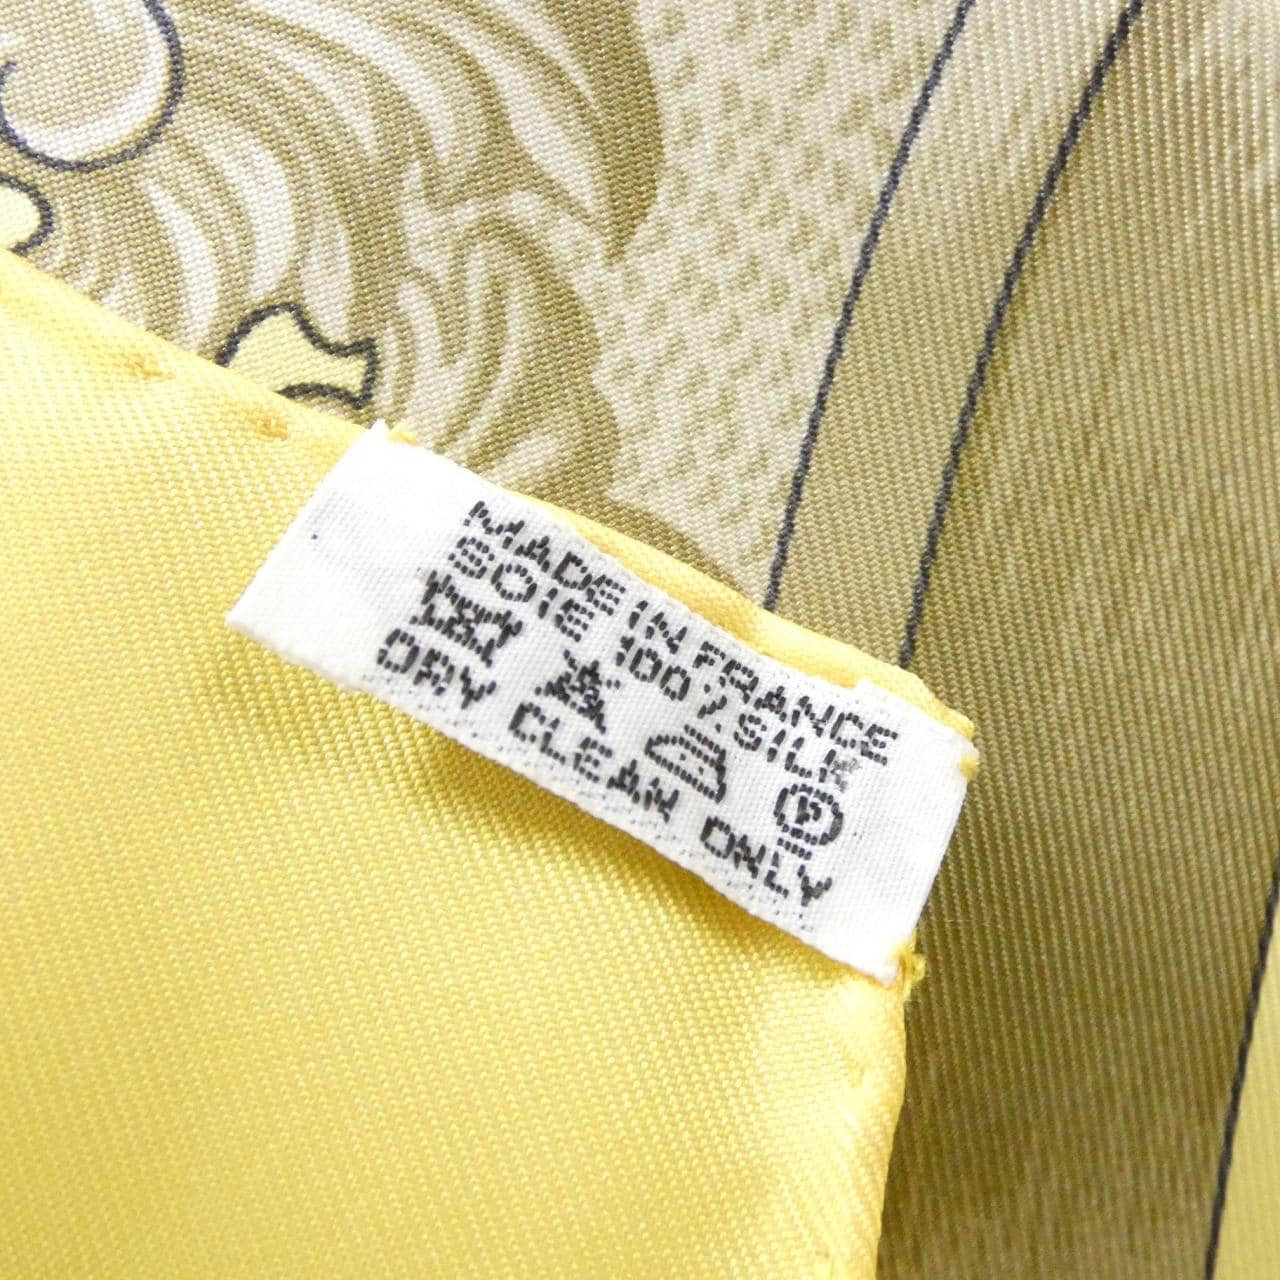 MADE IN FRANCE
SOIE 100% SILK
P
DRY CLEAN ONLY